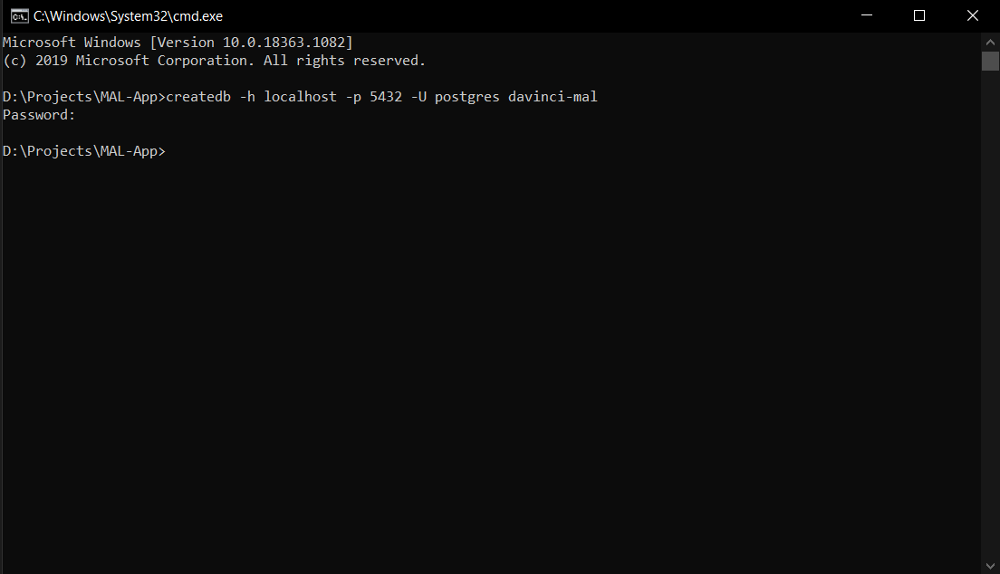 C:\Windows\System32\cmd.exe
Microsoft Windows [Version 10.0.18363.1082]
(c) 2019 Microsoft Corporation. All rights reserved.
D:\Projects\MAL-App>createdb -h localhost -p 5432 -U postgres davinci-mal
Password:
D:\Projects\MAL-App>